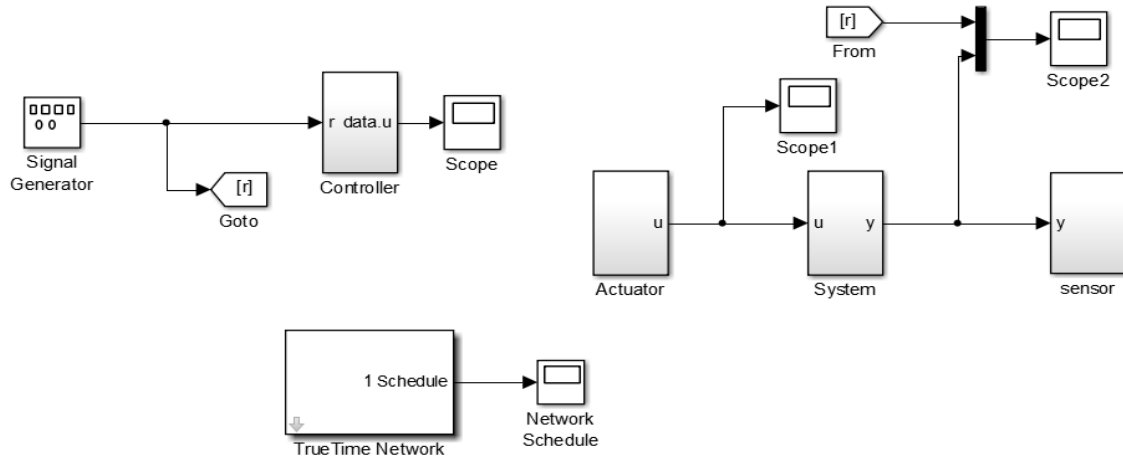 [r]
From
Scope2
Scope1
r data.u
Signal
Generator
Scope
Controller
[r]
Goto
u
u y
y
Actuator
System
sensor
1 Schedule
Network
Schedule
TrueTime Network